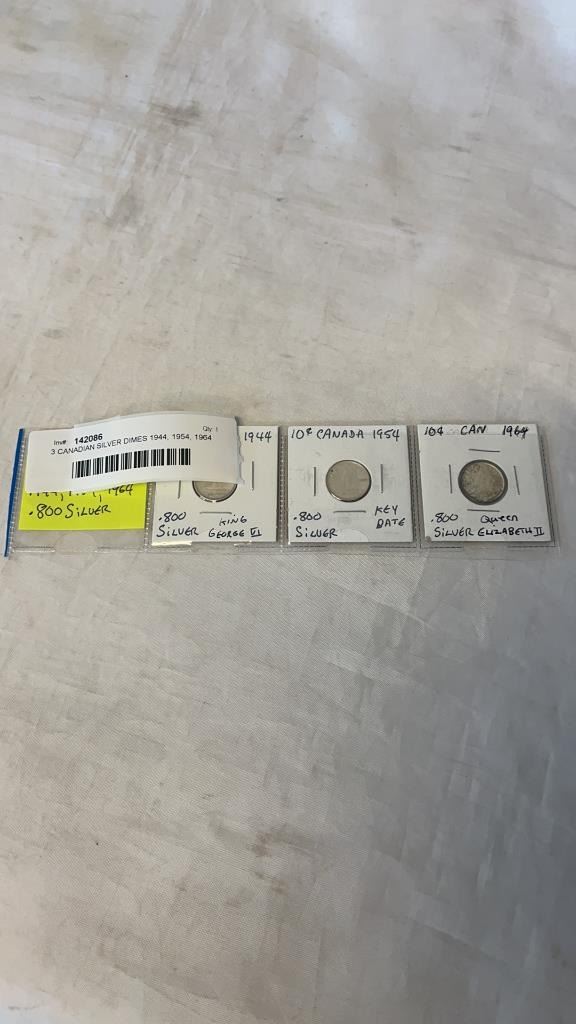 Inv#: 142086 Qty: 1
3 CANADIAN SILVER DIMES 1944, 1954, 1964
1964
.800 SILVER
1944
.800 KING
SILVER GEORGE VI
10¢ CANADA 1954
.800 KEY
SILVER DATE
10¢ CAN 1964
.800 Queen
SILVER ELIZABETH II